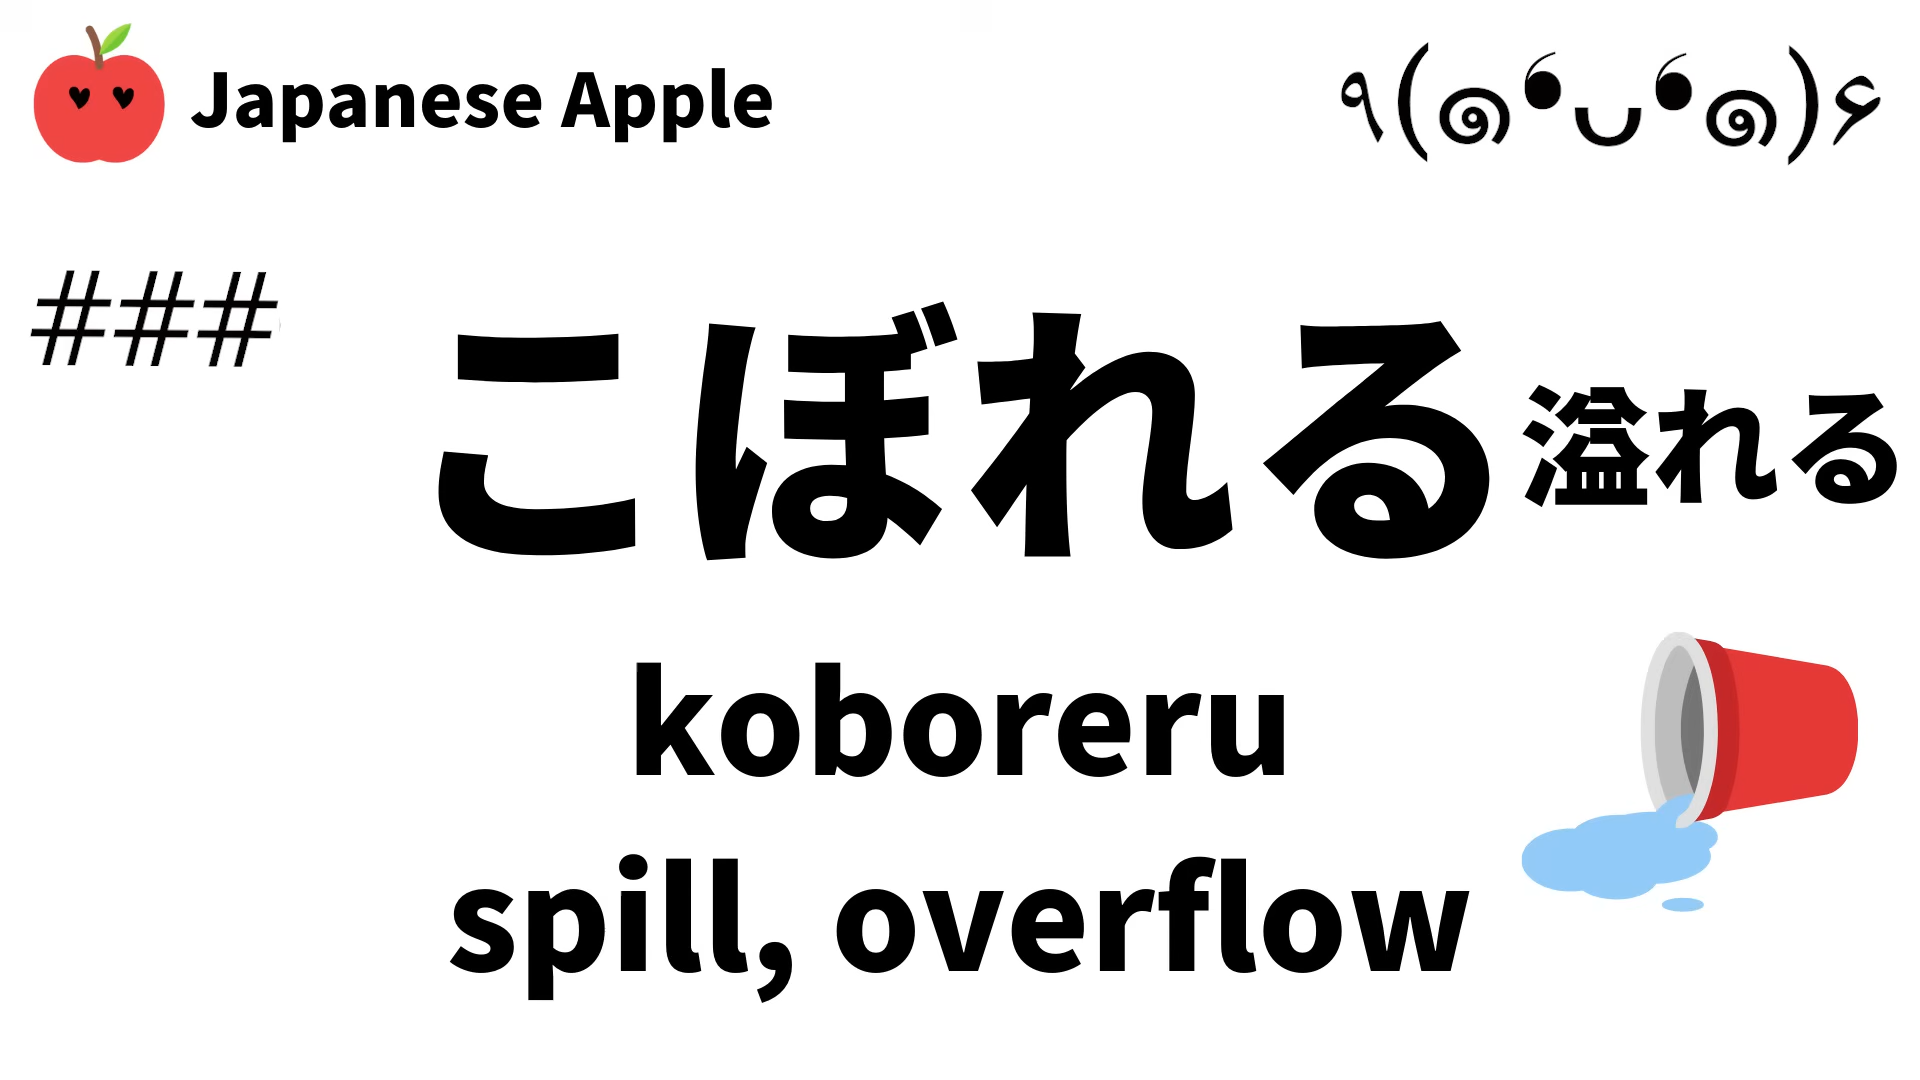 Japanese Apple
٩(๑❛ᴗ❛๑)۶
###
こぼれる 溢れる
koboreru
spill, overflow